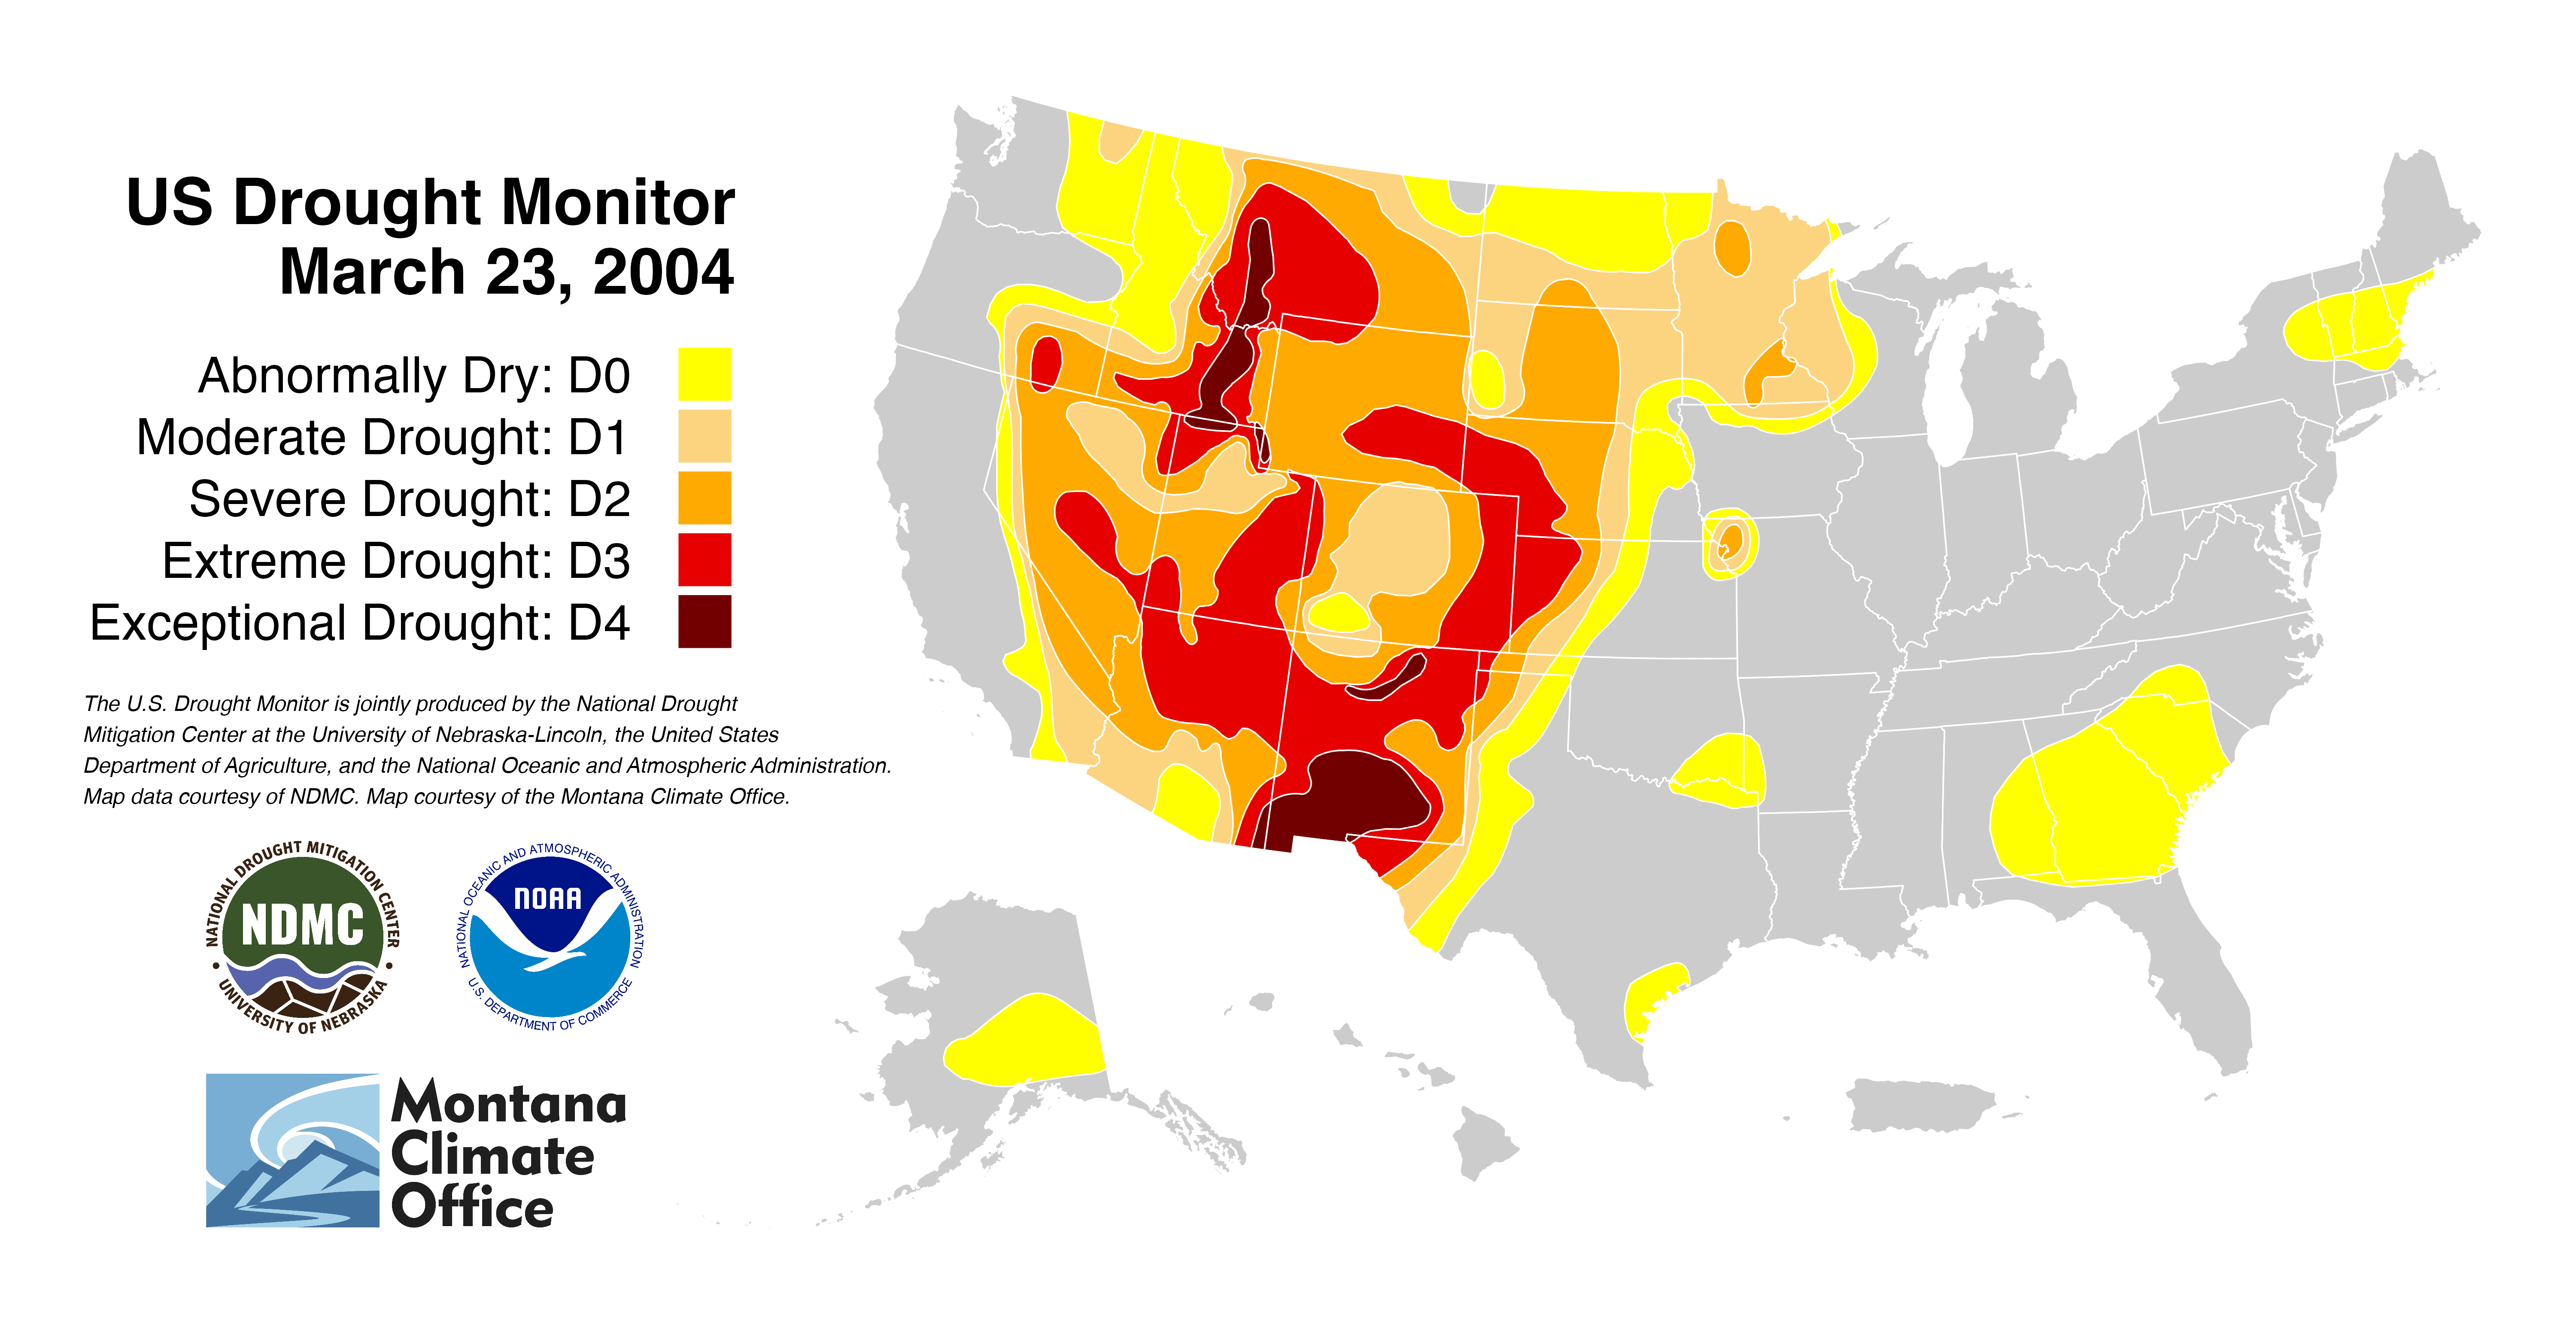 US Drought Monitor
March 23, 2004
Abnormally Dry: D0
Moderate Drought: D1
Severe Drought: D2
Extreme Drought: D3
Exceptional Drought: D4
The U.S. Drought Monitor is jointly produced by the National Drought
Mitigation Center at the University of Nebraska-Lincoln, the United States
Department of Agriculture, and the National Oceanic and Atmospheric Administration.
Map data courtesy of NDMC. Map courtesy of the Montana Climate Office.
NATIONAL DROUGHT MITIGATION CENTER
NDMC
• UNIVERSITY OF NEBRASKA •
NATIONAL OCEANIC AND ATMOSPHERIC ADMINISTRATION
NOAA
U.S. DEPARTMENT OF COMMERCE
Montana
Climate
Office